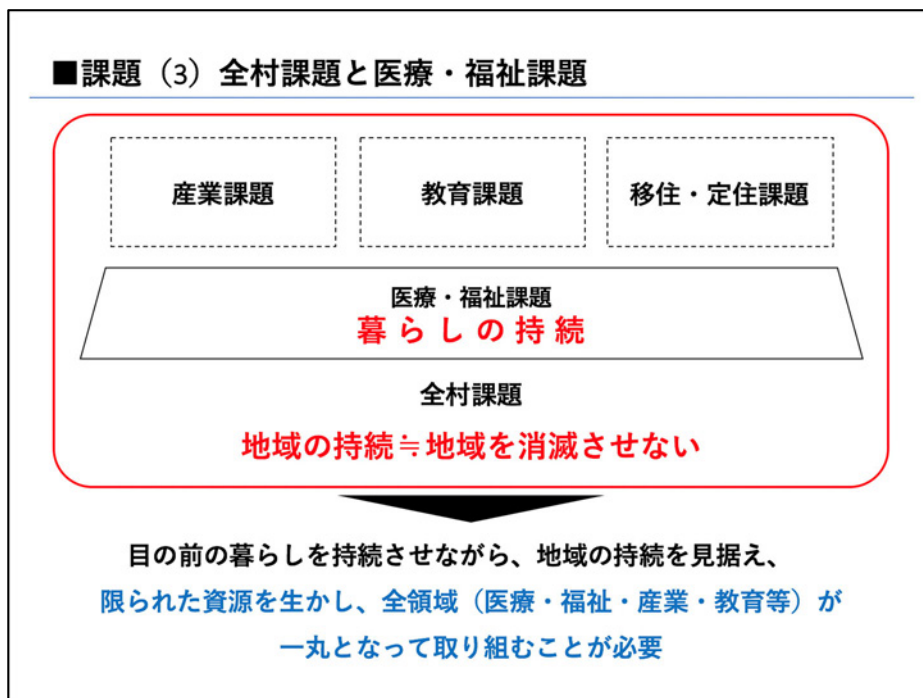 ■課題（3）全村課題と医療・福祉課題
産業課題
教育課題
移住・定住課題
医療・福祉課題
暮らしの持続
全村課題
地域の持続≒地域を消滅させない
目の前の暮らしを持続させながら、地域の持続を見据え、
限られた資源を生かし、全領域（医療・福祉・産業・教育等）が
一丸となって取り組むことが必要